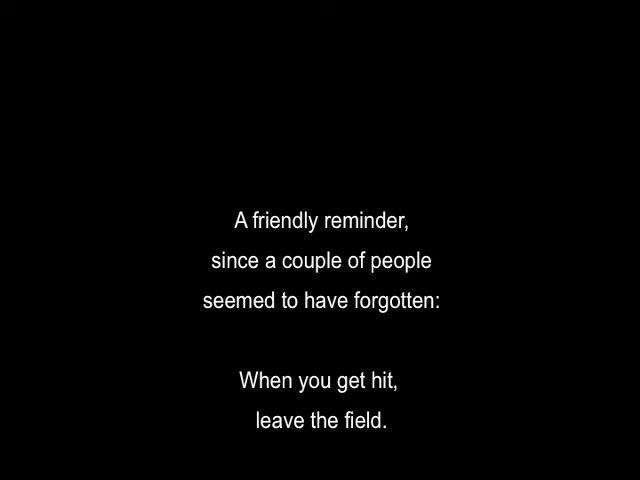 A friendly reminder,
since a couple of people
seemed to have forgotten:
When you get hit,
leave the field.